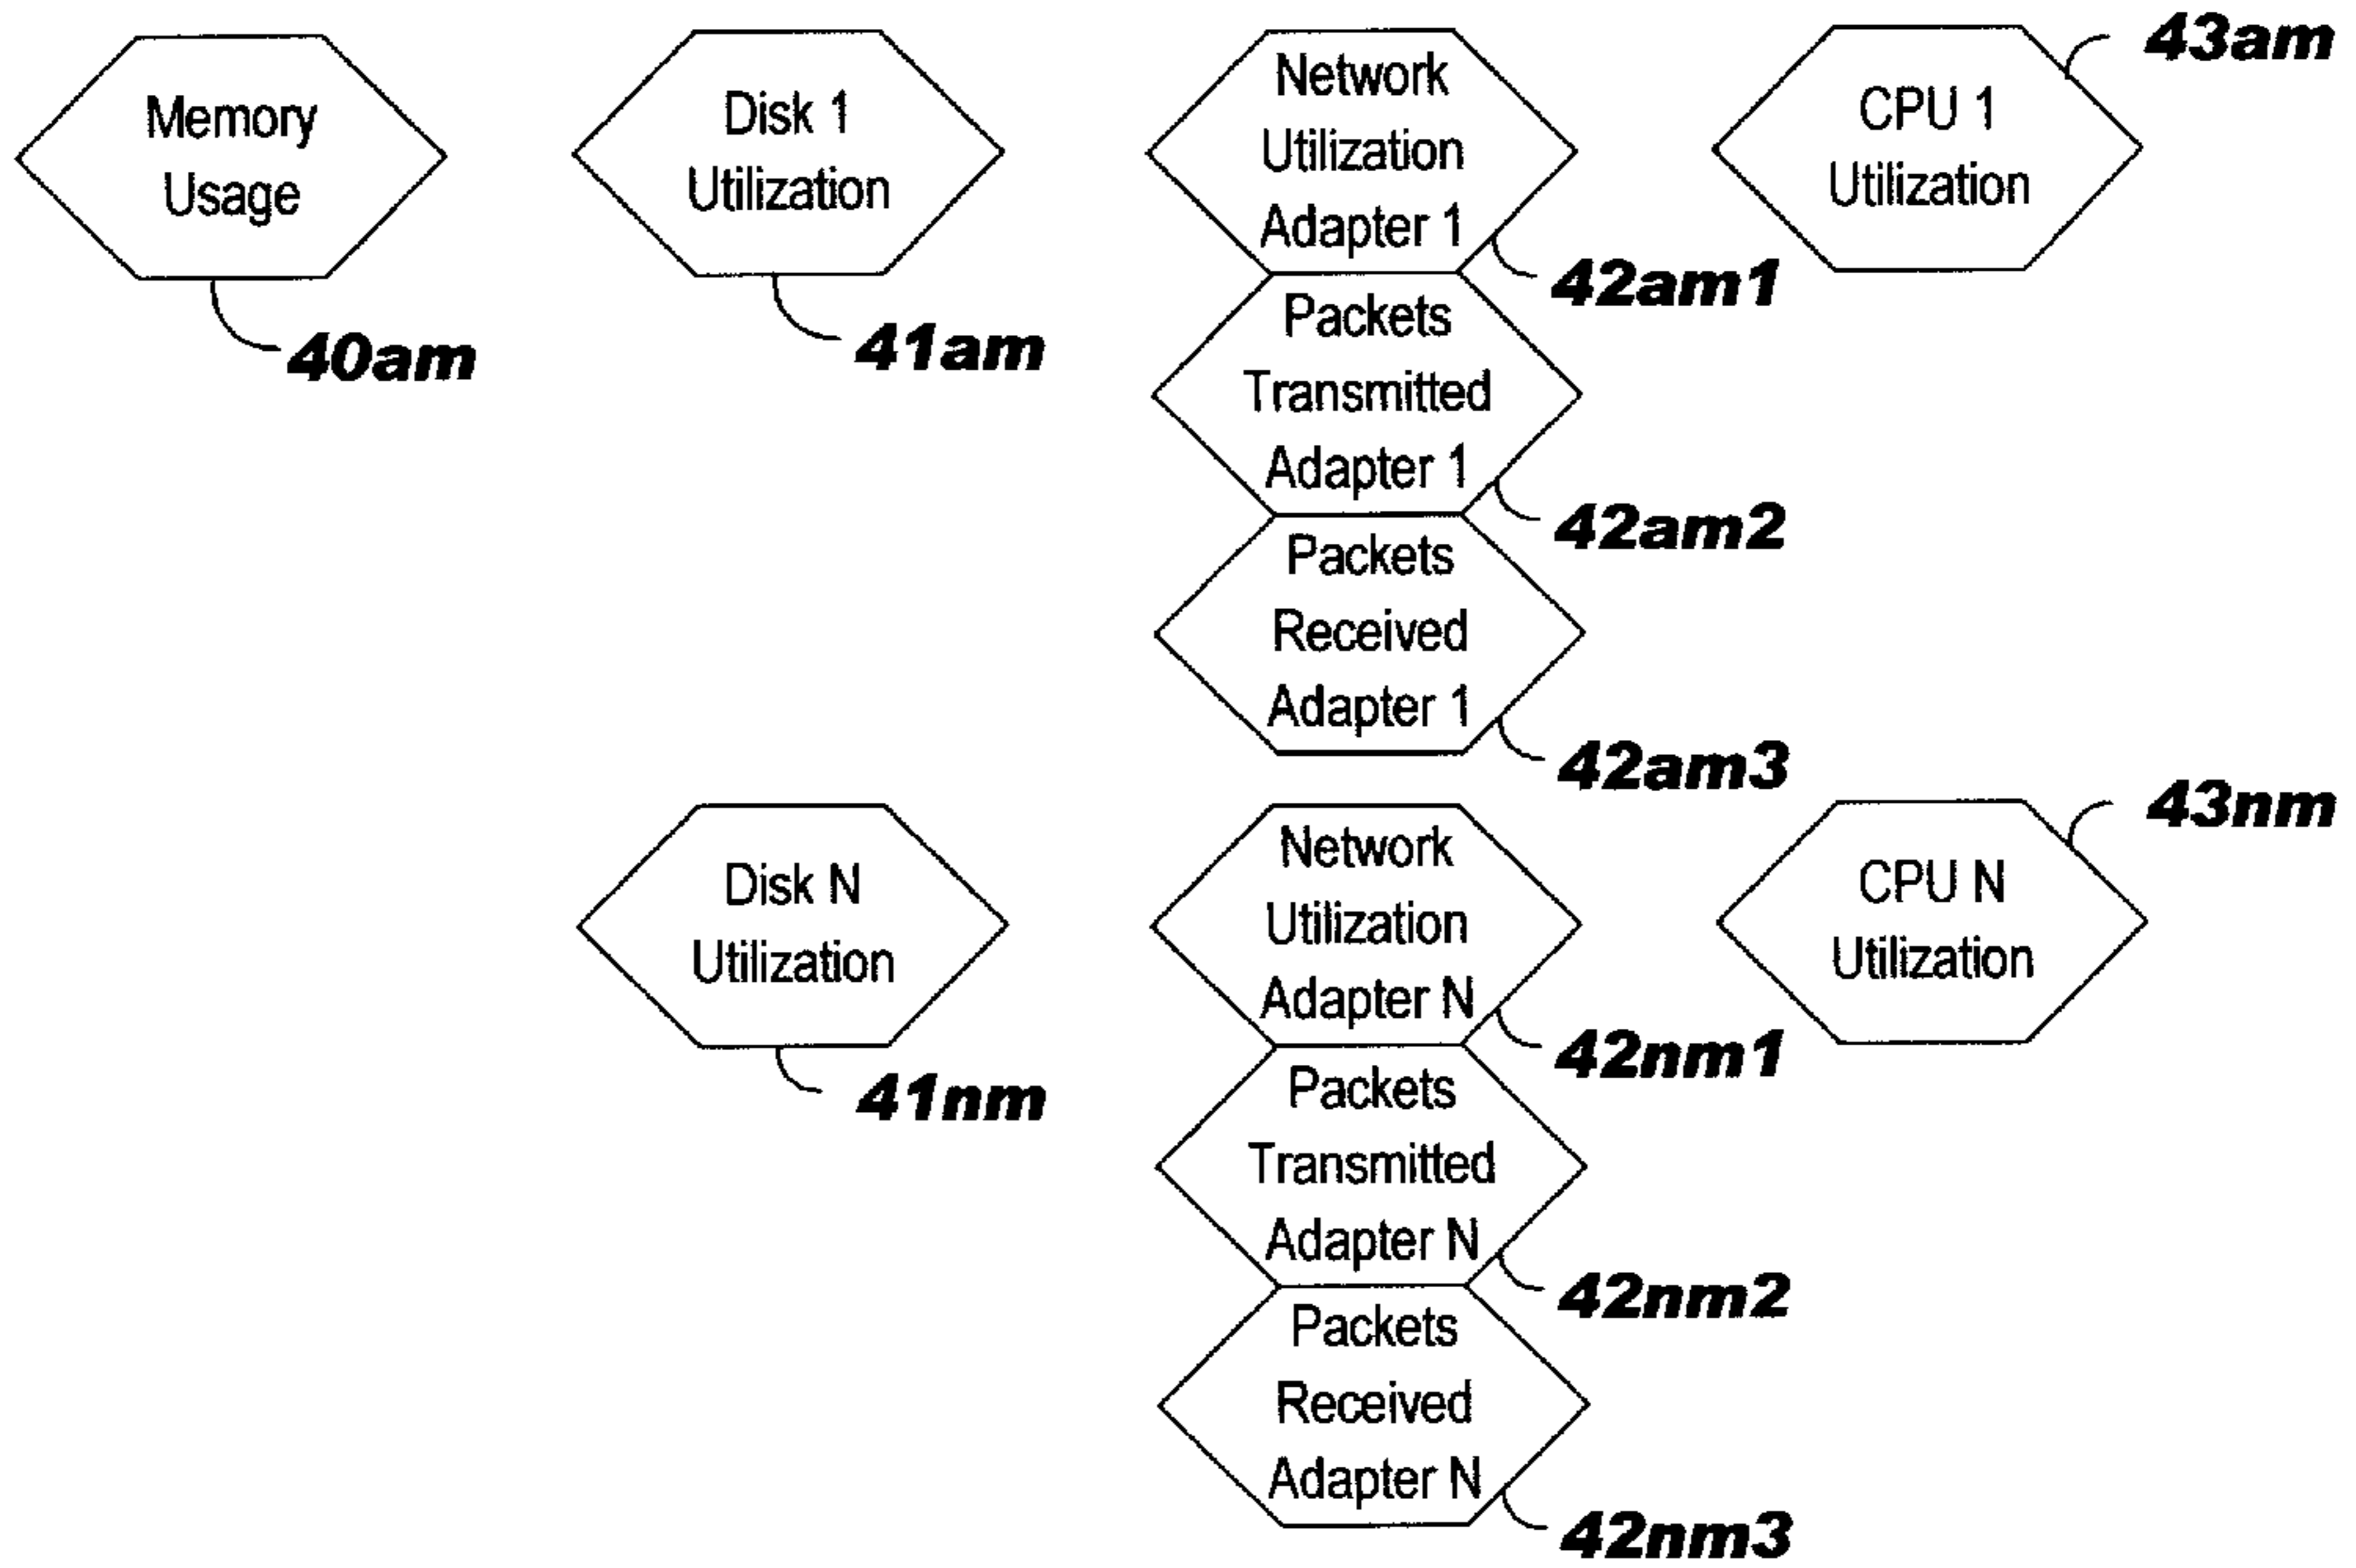 Memory
Usage
40am
Disk 1
Utilization
41am
Network
Utilization
Adapter 1
42am1
Packets
Transmitted
Adapter 1
42am2
Packets
Received
Adapter 1
42am3
CPU 1
Utilization
43am
Disk N
Utilization
41nm
Network
Utilization
Adapter N
42nm1
Packets
Transmitted
Adapter N
42nm2
Packets
Received
Adapter N
42nm3
CPU N
Utilization
43nm